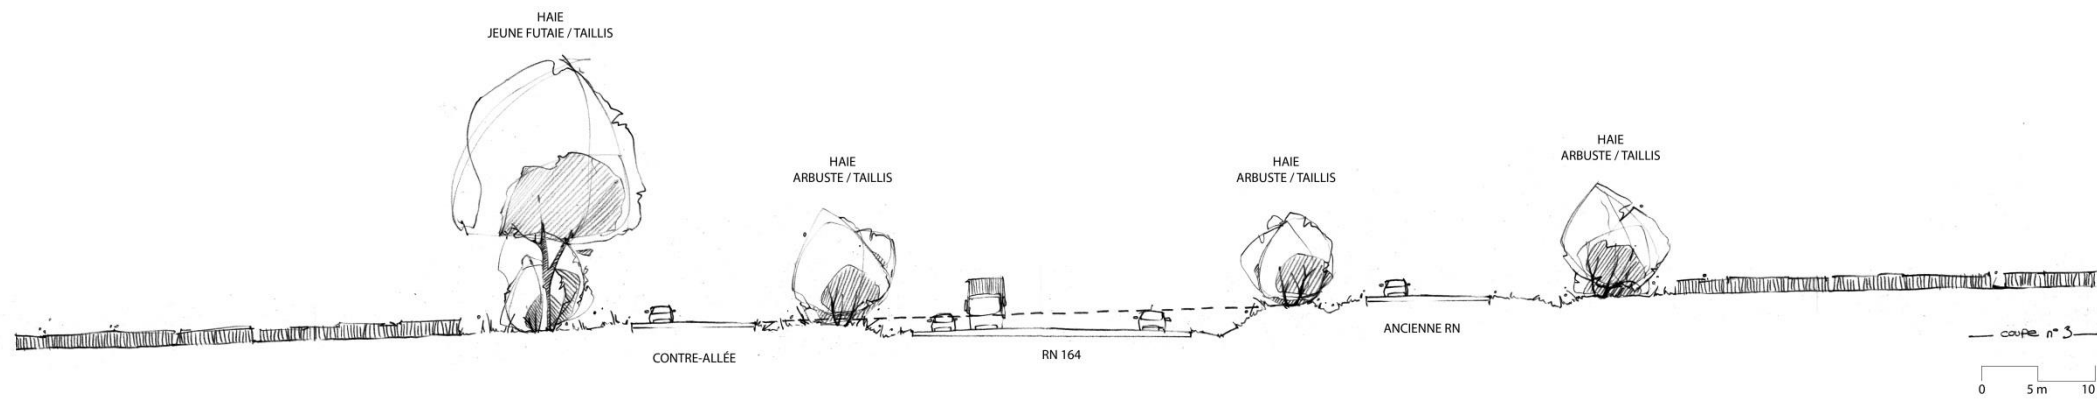 HAIE
JEUNE FUTAIE / TAILLIS
HAIE
ARBUSTE / TAILLIS
HAIE
ARBUSTE / TAILLIS
HAIE
ARBUSTE / TAILLIS
CONTRE-ALLÉE
RN 164
ANCIENNE RN
coupe n° 3
0 5 m 10